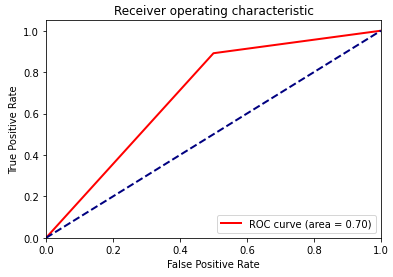 Receiver operating characteristic
True Positive Rate
1.0
0.8
0.6
0.4
0.2
0.0
ROC curve (area = 0.70)
0.0 0.2 0.4 0.6 0.8 1.0
False Positive Rate